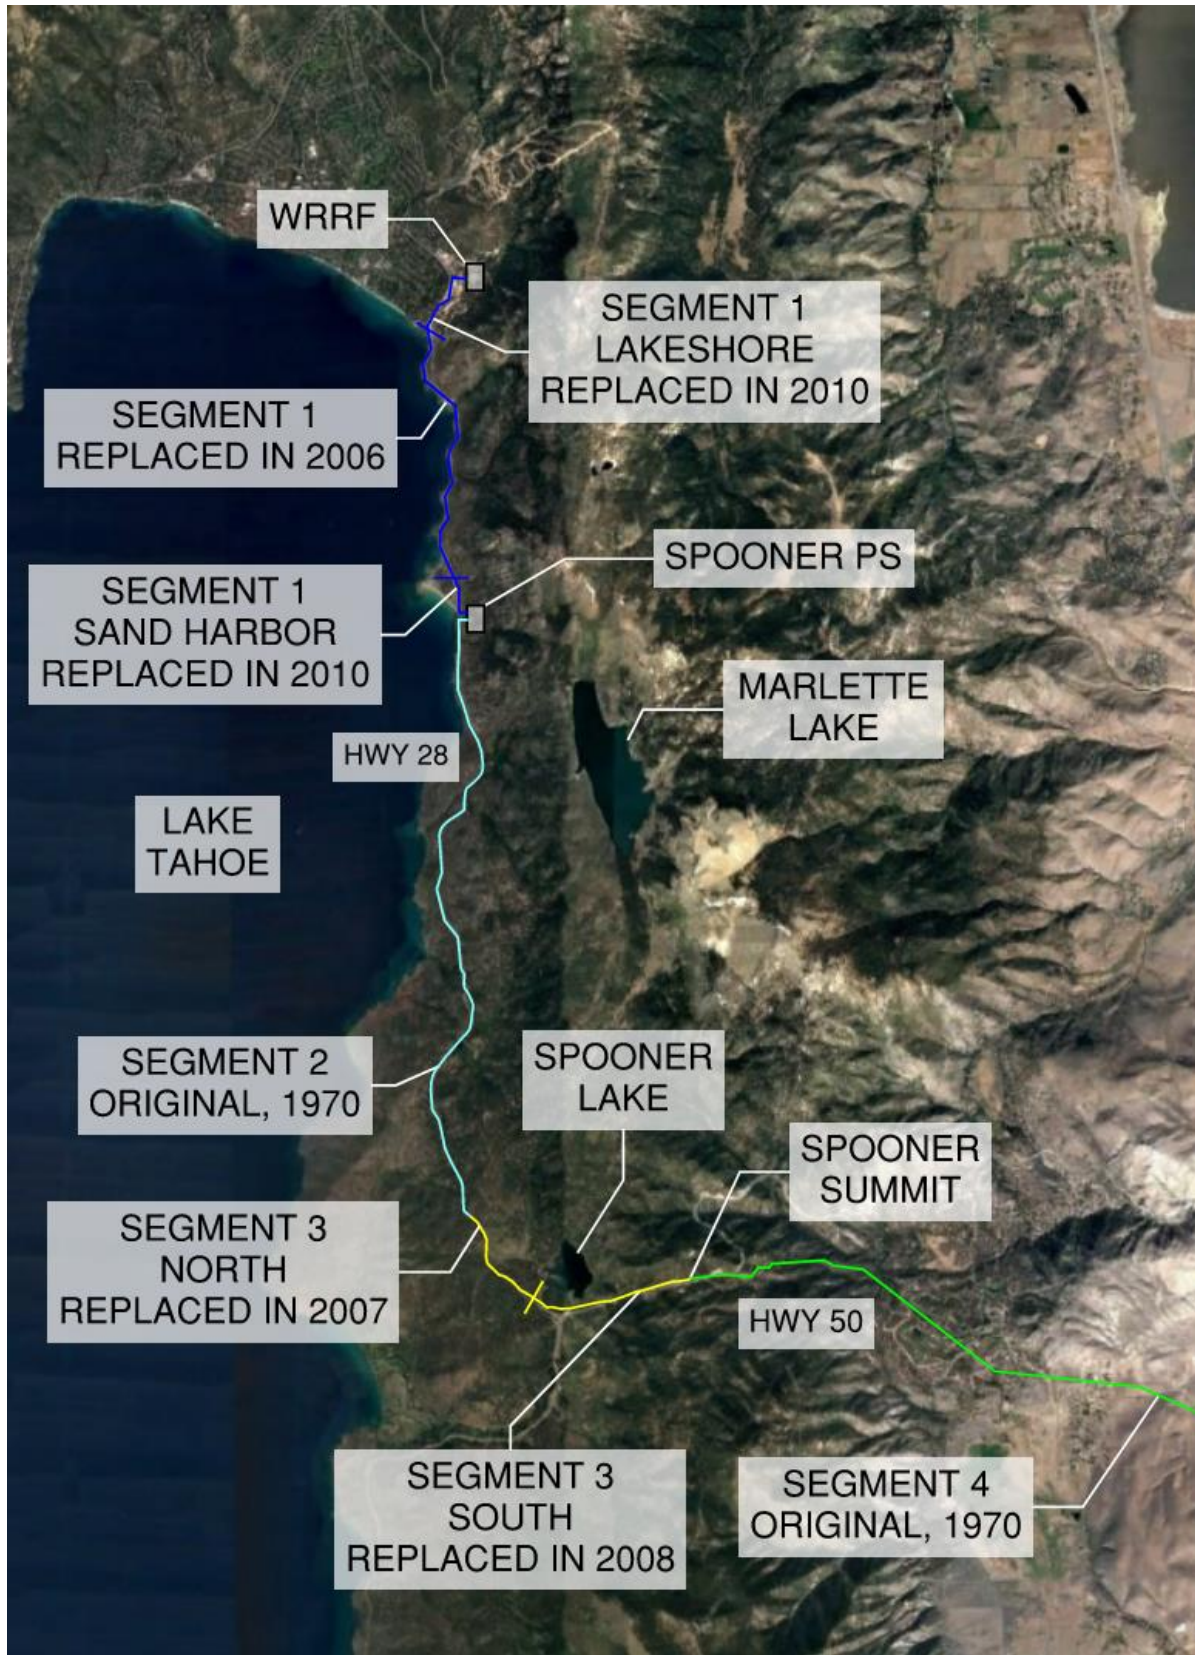 WRRF
SEGMENT 1
LAKESHORE
REPLACED IN 2010
SEGMENT 1
REPLACED IN 2006
SPOONER PS
SEGMENT 1
SAND HARBOR
REPLACED IN 2010
MARLETTE
LAKE
HWY 28
LAKE
TAHOE
SEGMENT 2
ORIGINAL, 1970
SPOONER
LAKE
SPOONER
SUMMIT
SEGMENT 3
NORTH
REPLACED IN 2007
HWY 50
SEGMENT 3
SOUTH
REPLACED IN 2008
SEGMENT 4
ORIGINAL, 1970